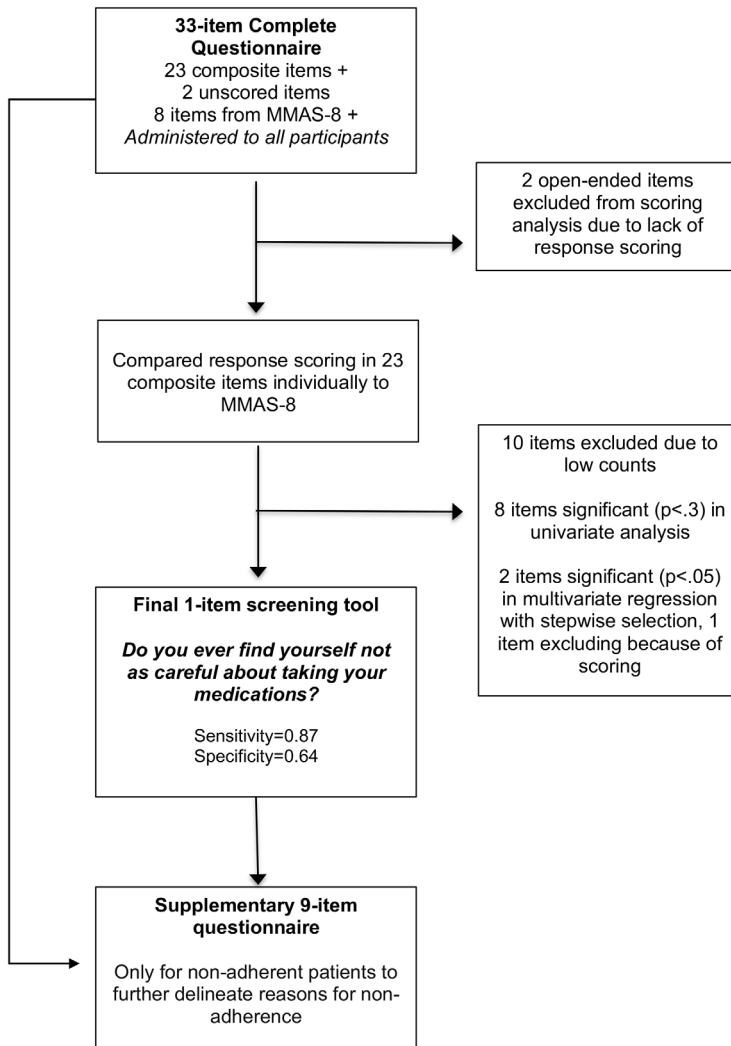 33-item Complete
Questionnaire
23 composite items +
2 unscored items
8 items from MMAS-8 +
Administered to all participants
2 open-ended items
excluded from scoring
analysis due to lack of
response scoring
Compared response scoring in 23
composite items individually to
MMAS-8
10 items excluded due to
low counts
8 items significant (p<.3) in
univariate analysis
2 items significant (p<.05)
in multivariate regression
with stepwise selection, 1
item excluding because of
scoring
Final 1-item screening tool
Do you ever find yourself not
as careful about taking your
medications?
Sensitivity=0.87
Specificity=0.64
Supplementary 9-item
questionnaire
Only for non-adherent patients to
further delineate reasons for non-
adherence